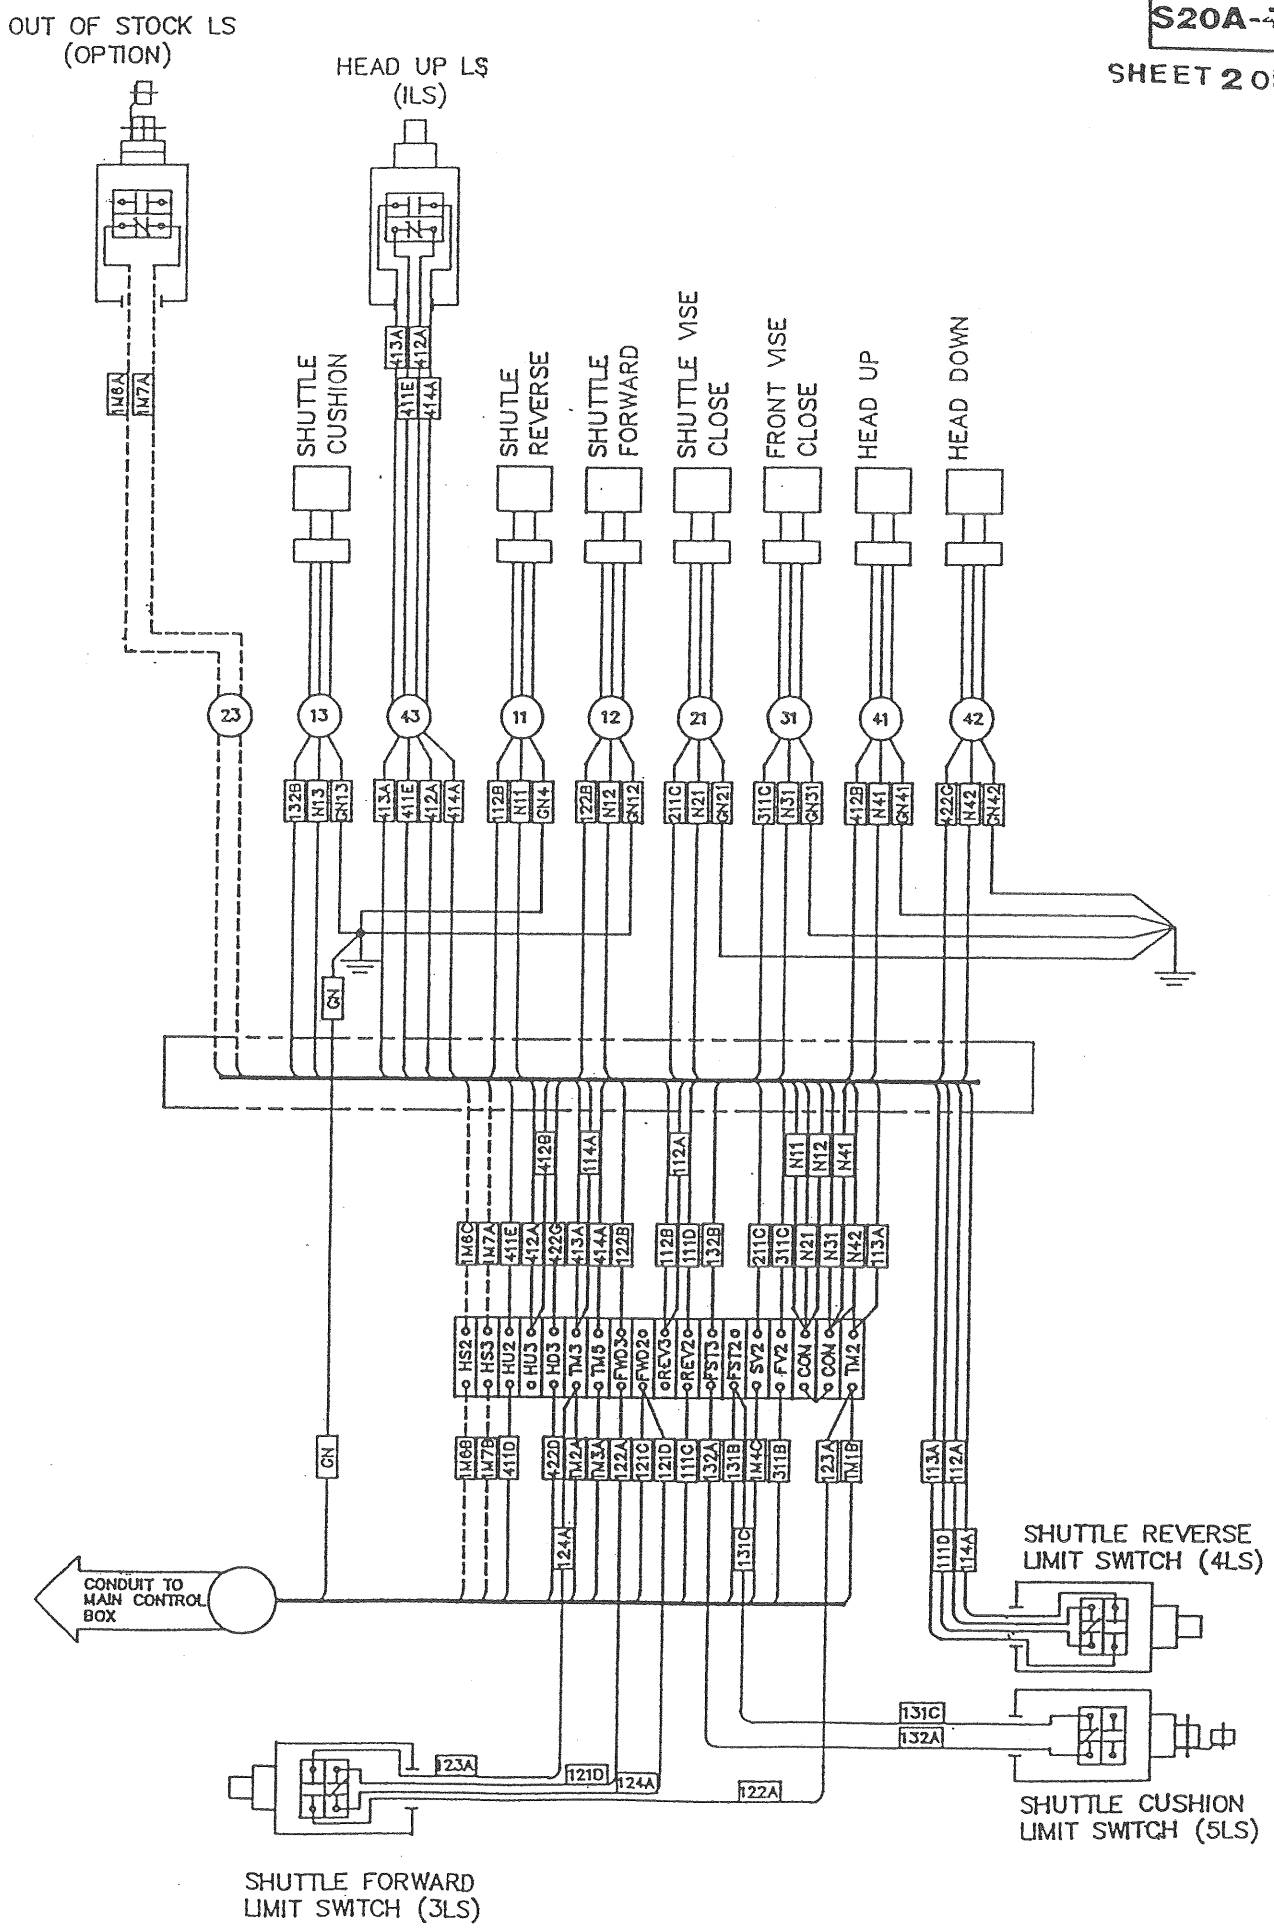 S20A-4
SHEET 2 O
OUT OF STOCK LS
(OPTION)
HEAD UP LS
(1LS)
413A
412A
411E
414A
1M6A
1M7A
SHUTTLE
CUSHION
SHUTLE
REVERSE
SHUTTLE
FORWARD
SHUTTLE VISE
CLOSE
FRONT VISE
CLOSE
HEAD UP
HEAD DOWN
23
13
43
11
12
21
31
41
42
132B
N13
GN13
413A
411E
412A
414A
112B
N11
GN4
122B
N12
GN12
211C
N21
GN21
311C
N31
GN31
412B
N41
GN41
422G
N42
GN42
GN
412B
114A
112A
N11
N12
N41
1M6C
1M7A
411E
412A
422G
413A
414A
122B
112B
111D
132B
211C
311C
N21
N31
N42
113A
HS2
HS3
HU2
HU3
HD3
TM3
TM5
FWD3
FWD2
REV3
REV2
FST3
FST2
SV2
FV2
COM
COM
TM2
GN
1M6B
1M7B
411D
422D
1M2A
1M3A
122A
121C
121D
111C
132A
131B
1M4C
311B
123A
1M1B
113A
112A
124A
131C
111D
114A
SHUTTLE REVERSE
LIMIT SWITCH (4LS)
CONDUIT TO
MAIN CONTROL
BOX
131C
132A
123A
121D
124A
122A
SHUTTLE CUSHION
LIMIT SWITCH (5LS)
SHUTTLE FORWARD
LIMIT SWITCH (3LS)